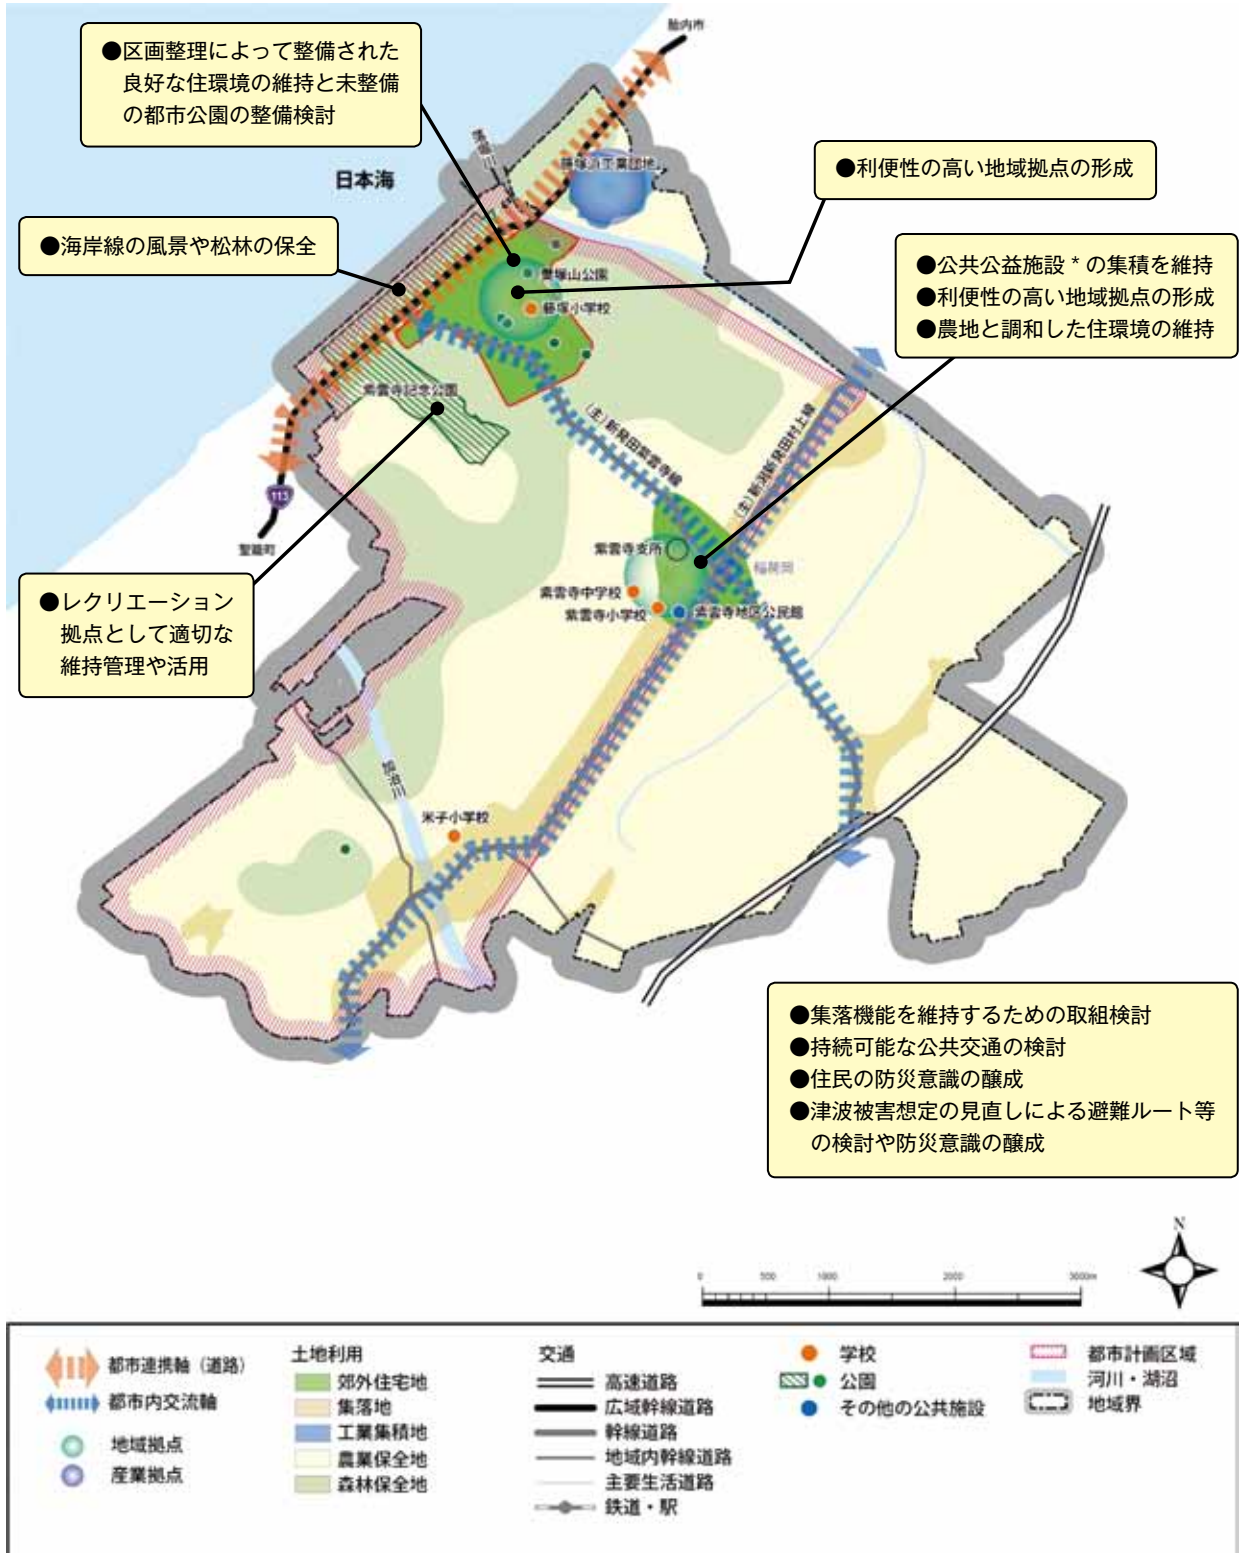 胎内市
●区画整理によって整備された
良好な住環境の維持と未整備
の都市公園の整備検討
落堀川
藤塚浜工業団地
●利便性の高い地域拠点の形成
日本海
●海岸線の風景や松林の保全
●公共公益施設*の集積を維持
●利便性の高い地域拠点の形成
●農地と調和した住環境の維持
藤塚小学校
紫雲寺記念公園
(主)新発田紫雲寺線
(主)新潟新発田村上線
113
聖籠町
紫雲寺支所
稲荷岡
紫雲寺中学校
紫雲寺小学校
紫雲寺地区公民館
●レクリエーション
拠点として適切な
維持管理や活用
加治川
米子小学校
●集落機能を維持するための取組検討
●持続可能な公共交通の検討
●住民の防災意識の醸成
●津波被害想定の見直しによる避難ルート等
の検討や防災意識の醸成
N
0 500 1000 2000 3000m
都市連携軸（道路）
都市内交流軸
地域拠点
産業拠点
土地利用
郊外住宅地
集落地
工業集積地
農業保全地
森林保全地
交通
高速道路
広域幹線道路
幹線道路
地域内幹線道路
主要生活道路
鉄道・駅
学校
公園
その他の公共施設
都市計画区域
河川・湖沼
地域界